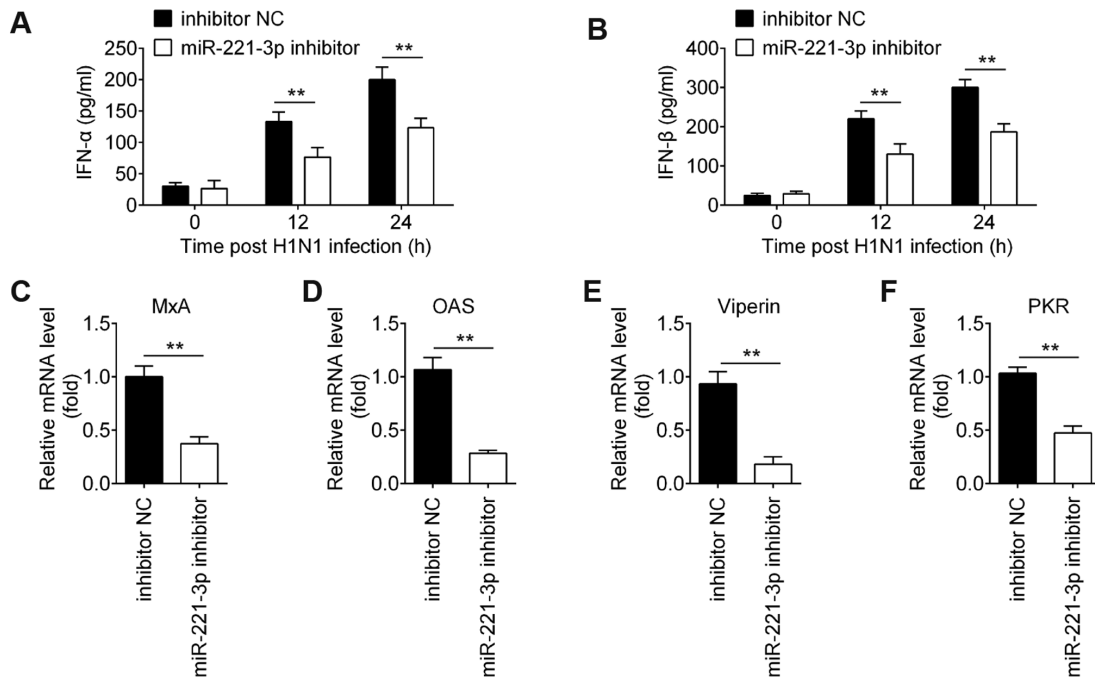 A
inhibitor NC
miR-221-3p inhibitor
IFN-α (pg/ml)
250
200
150
100
50
0
**
**
0
12
24
Time post H1N1 infection (h)
B
inhibitor NC
miR-221-3p inhibitor
IFN-β (pg/ml)
400
300
200
100
0
**
**
0
12
24
Time post H1N1 infection (h)
C
MxA
Relative mRNA level
(fold)
1.5
1.0
0.5
0.0
**
inhibitor NC
miR-221-3p inhibitor
D
OAS
Relative mRNA level
(fold)
1.5
1.0
0.5
0.0
**
inhibitor NC
miR-221-3p inhibitor
E
Viperin
Relative mRNA level
(fold)
1.5
1.0
0.5
0.0
**
inhibitor NC
miR-221-3p inhibitor
F
PKR
Relative mRNA level
(fold)
1.5
1.0
0.5
0.0
**
inhibitor NC
miR-221-3p inhibitor